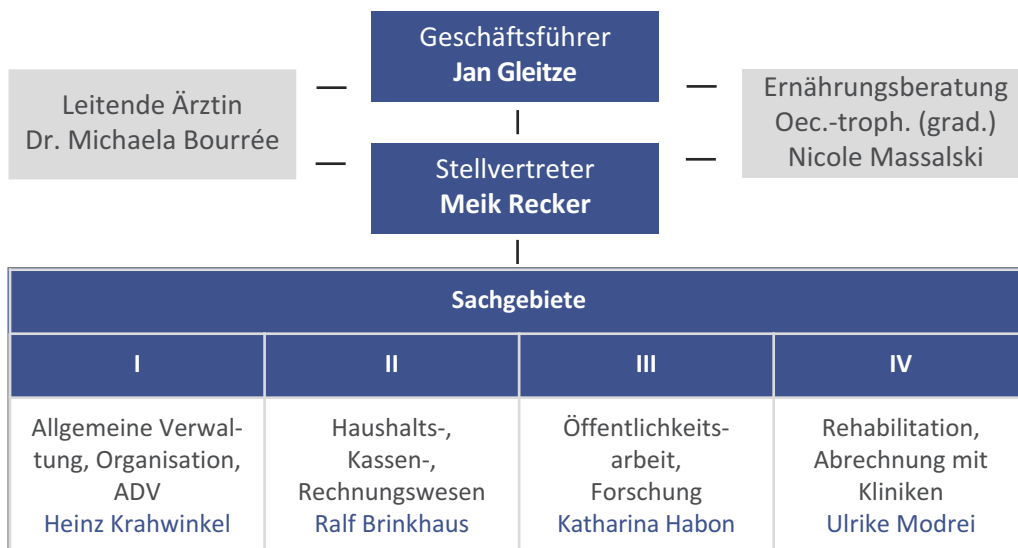 Geschäftsführer
Jan Gleitze
Leitende Ärztin
Dr. Michaela Bourrée
Ernährungsberatung
Oec.-troph. (grad.)
Nicole Massalski
Stellvertreter
Meik Recker
Sachgebiete
I
II
III
IV
Allgemeine Verwal-
tung, Organisation,
ADV
Heinz Krahwinkel
Haushalts-,
Kassen-,
Rechnungswesen
Ralf Brinkhaus
Öffentlichkeits-
arbeit,
Forschung
Katharina Habon
Rehabilitation,
Abrechnung mit
Kliniken
Ulrike Modrei